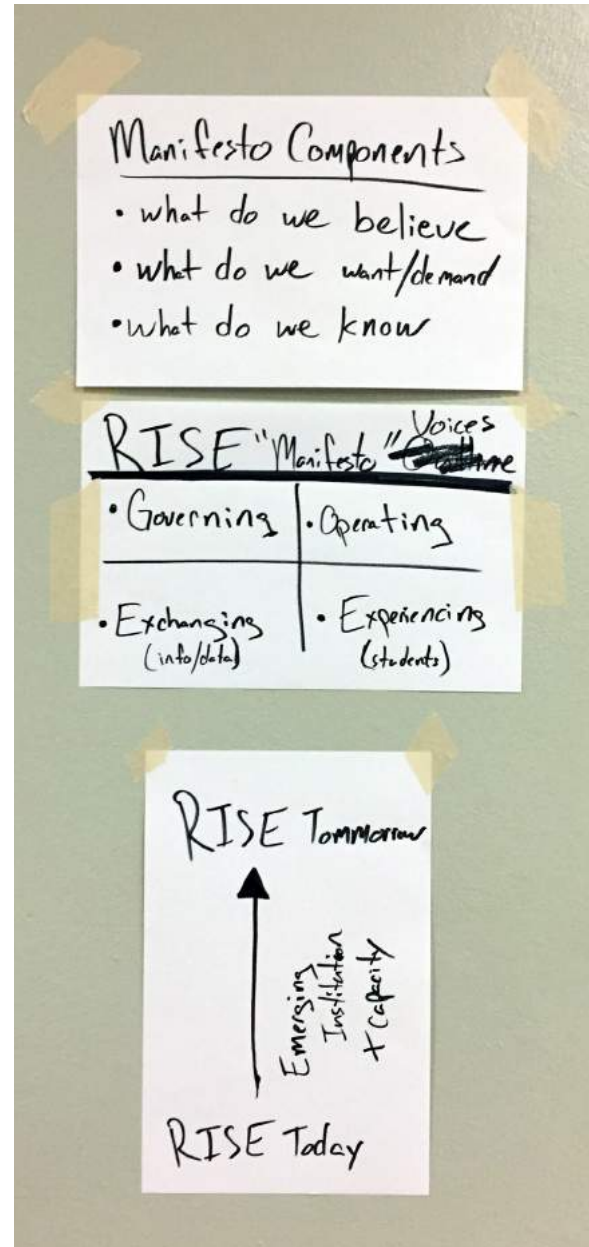 Manifesto Components
• what do we believe
• what do we want/demand
• what do we know
RISE "Manifesto" Voices
• Governing
• Operating
• Exchanging
(info/data)
• Experiencing
(students)
RISE Tommorrow
Emerging
Institution
+ Capacity
RISE Today